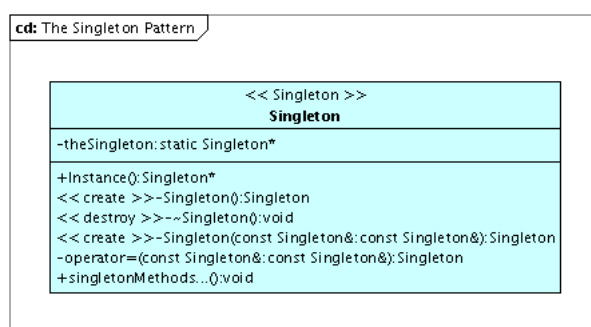 cd: The Singleton Pattern
<< Singleton >>
Singleton
-theSingleton:static Singleton*
+Instance():Singleton*
<< create >>-Singleton():Singleton
<< destroy >>-~Singleton():void
<< create >>-Singleton(const Singleton&:const Singleton&):Singleton
-operator=(const Singleton&:const Singleton&):Singleton
+singletonMethods...():void